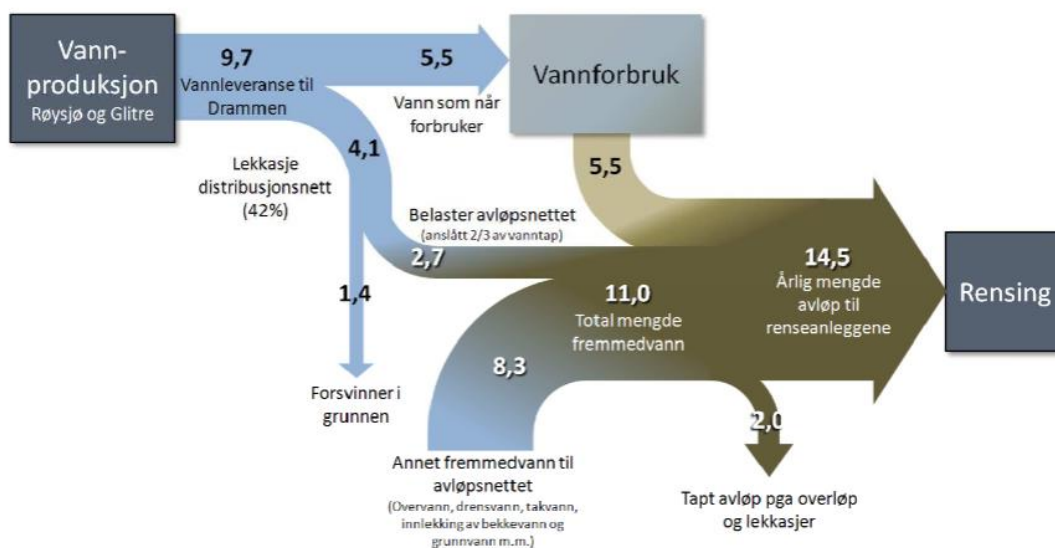 Vann-
produksjon
Røysjø og Glitre
9,7
Vannleveranse til
Drammen
5,5
Vann som når
forbruker
Vannforbruk
4,1
Lekkasje
distribusjonsnett
(42%)
5,5
Belaster avløpsnettet
(anslått 2/3 av vanntap)
2,7
1,4
Forsvinner i
grunnen
11,0
Total mengde
fremmedvann
14,5
Årlig mengde
avløp til
renseanleggene
Rensing
8,3
Annet fremmedvann til
avløpsnettet
(Overvann, drensvann, takvann,
innlekking av bekkevann og
grunnvann m.m.)
2,0
Tapt avløp pga overløp
og lekkasjer